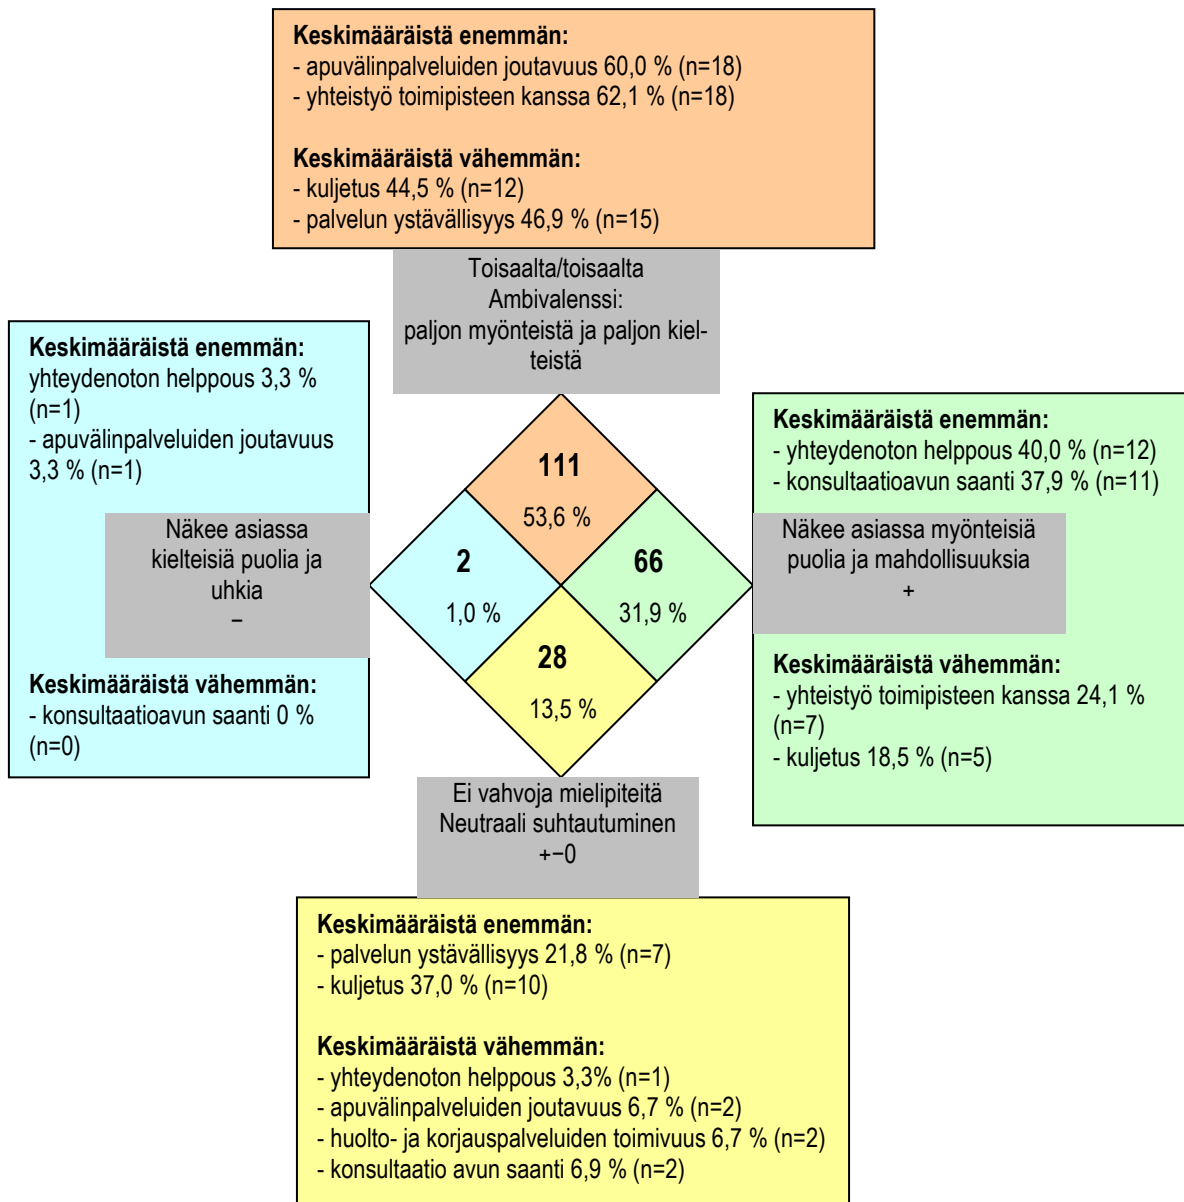 Keskimääräistä enemmän:
- apuvälinpalveluiden joutavuus 60,0 % (n=18)
- yhteistyö toimipisteen kanssa 62,1 % (n=18)
Keskimääräistä vähemmän:
- kuljetus 44,5 % (n=12)
- palvelun ystävällisyys 46,9 % (n=15)
Toisaalta/toisaalta
Ambivalenssi:
paljon myönteistä ja paljon kiel-
teistä
Keskimääräistä enemmän:
yhteydenoton helppous 3,3 %
(n=1)
- apuvälinpalveluiden joutavuus
3,3 % (n=1)
Näkee asiassa
kielteisiä puolia ja
uhkia
−
Keskimääräistä vähemmän:
- konsultaatioavun saanti 0 %
(n=0)
111
53,6 %
2
1,0 %
66
31,9 %
28
13,5 %
Keskimääräistä enemmän:
- yhteydenoton helppous 40,0 % (n=12)
- konsultaatioavun saanti 37,9 % (n=11)
Näkee asiassa myönteisiä
puolia ja mahdollisuuksia
+
Keskimääräistä vähemmän:
- yhteistyö toimipisteen kanssa 24,1 %
(n=7)
- kuljetus 18,5 % (n=5)
Ei vahvoja mielipiteitä
Neutraali suhtautuminen
+−0
Keskimääräistä enemmän:
- palvelun ystävällisyys 21,8 % (n=7)
- kuljetus 37,0 % (n=10)
Keskimääräistä vähemmän:
- yhteydenoton helppous 3,3% (n=1)
- apuvälinpalveluiden joutavuus 6,7 % (n=2)
- huolto- ja korjauspalveluiden toimivuus 6,7 % (n=2)
- konsultaatio avun saanti 6,9 % (n=2)